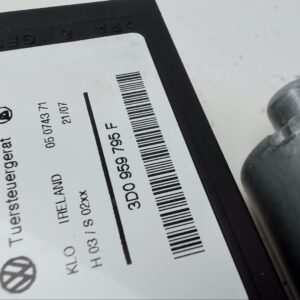 Tuersteuergerat
05 0743 71
21/07
IRELAND
KLO
H 03 / S 02xx
3D0 959 795 F